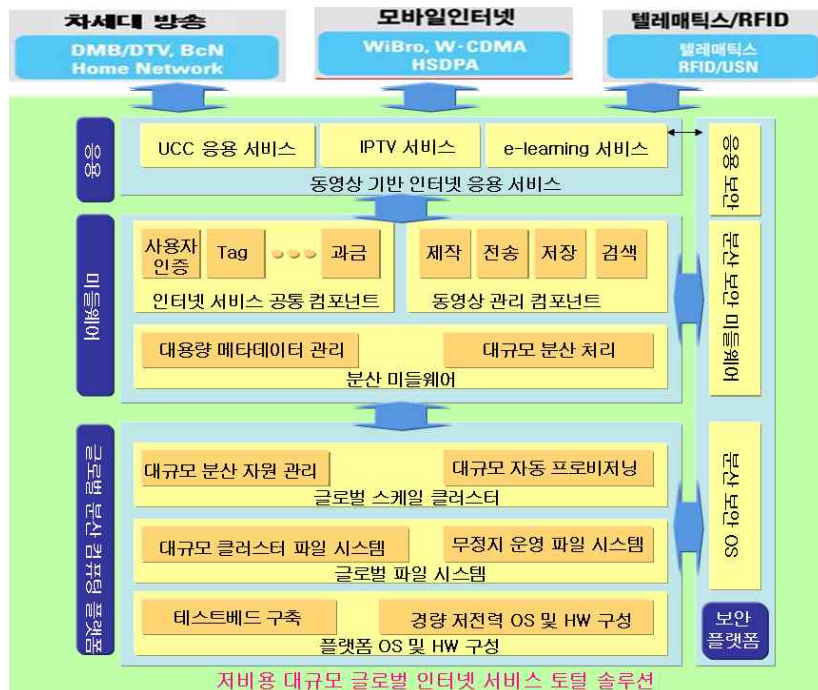 차세대 방송
DMB/DTV, BcN
Home Network
모바일인터넷
WiBro, W-CDMA
HSDPA
텔레매틱스/RFID
텔레매틱스
RFID/USN
응용
UCC 응용 서비스
IPTV 서비스
e-learning 서비스
동영상 기반 인터넷 응용 서비스
응용 보안
미들웨어
사용자
인증
Tag
과금
인터넷 서비스 공통 컴포넌트
제작
전송
저장
검색
동영상 관리 컴포넌트
대용량 메타데이터 관리
대규모 분산 처리
분산 미들웨어
분산 보안 미들웨어
글로벌 분산 컴퓨팅 플랫폼
대규모 분산 자원 관리
대규모 자동 프로비저닝
글로벌 스케일 클러스터
대규모 클러스터 파일 시스템
무정지 운영 파일 시스템
글로벌 파일 시스템
테스트베드 구축
경량 저전력 OS 및 HW 구성
플랫폼 OS 및 HW 구성
분산 보안 OS
보안
플랫폼
저비용 대규모 글로벌 인터넷 서비스 토털 솔루션